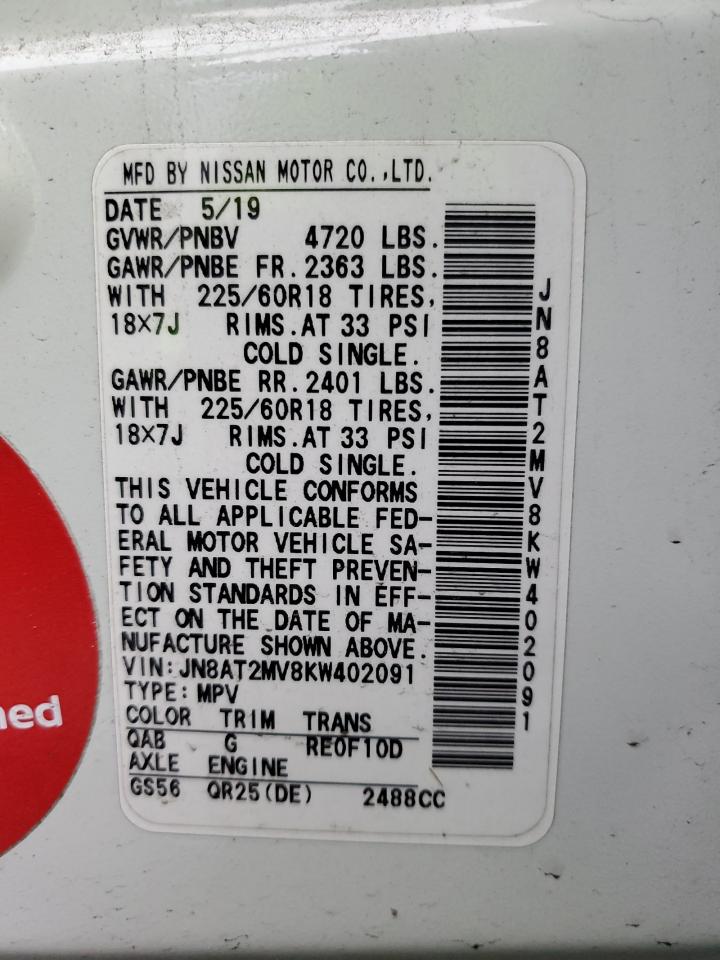 MFD BY NISSAN MOTOR CO.,LTD.
DATE 5/19
GVWR/PNBV 4720 LBS.
GAWR/PNBE FR.2363 LBS.
WITH 225/60R18 TIRES,
18X7J RIMS.AT 33 PSI
COLD SINGLE.
GAWR/PNBE RR.2401 LBS.
WITH 225/60R18 TIRES,
18X7J RIMS.AT 33 PSI
COLD SINGLE.
THIS VEHICLE CONFORMS
TO ALL APPLICABLE FED-
ERAL MOTOR VEHICLE SA-
FETY AND THEFT PREVEN-
TION STANDARDS IN EFF-
ECT ON THE DATE OF MA-
NUFACTURE SHOWN ABOVE.
VIN:JN8AT2MV8KW402091
TYPE:MPV
COLOR TRIM TRANS
QAB G RE0F10D
AXLE ENGINE
GS56 QR25(DE) 2488CC
JN8AT2MV8KW402091
ned